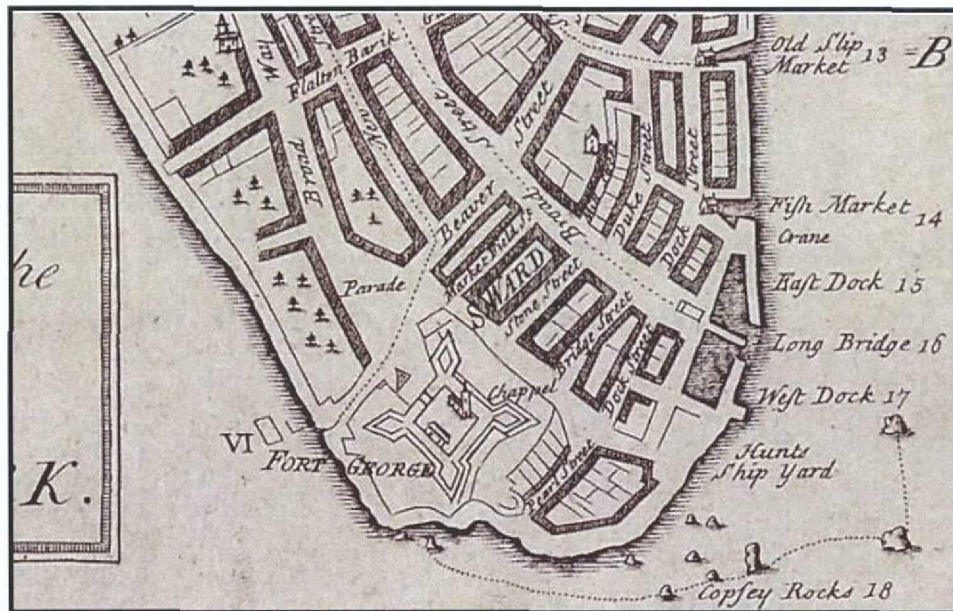 Old Slip
Market 13 = B
Fish Market 14
Crane
East Dock 15
Long Bridge 16
West Dock 17
Hunts
Ship Yard
Copsey Rocks 18
Flatten Barik
Way
New
Street
Street
Broad
Broad
Beaver
Market
S WARD
Stone Street
Bridge Street
Dock Street
Duke Street
Dock Street
Parade
Chappel
Pearl Street
VI
FORT GEORGE
he
K.